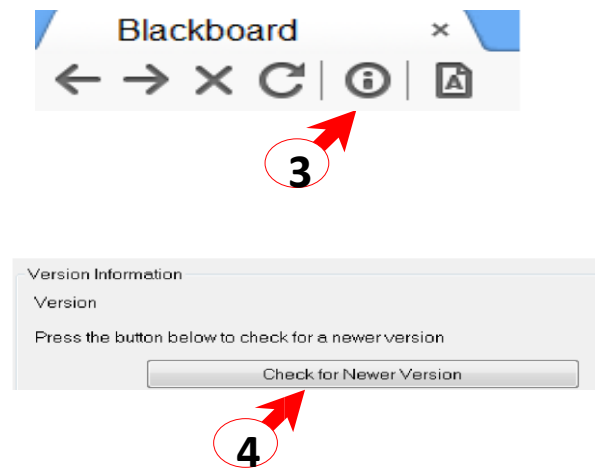 Blackboard ×
A
3
Version Information
Version
Press the button below to check for a newer version
Check for Newer Version
4